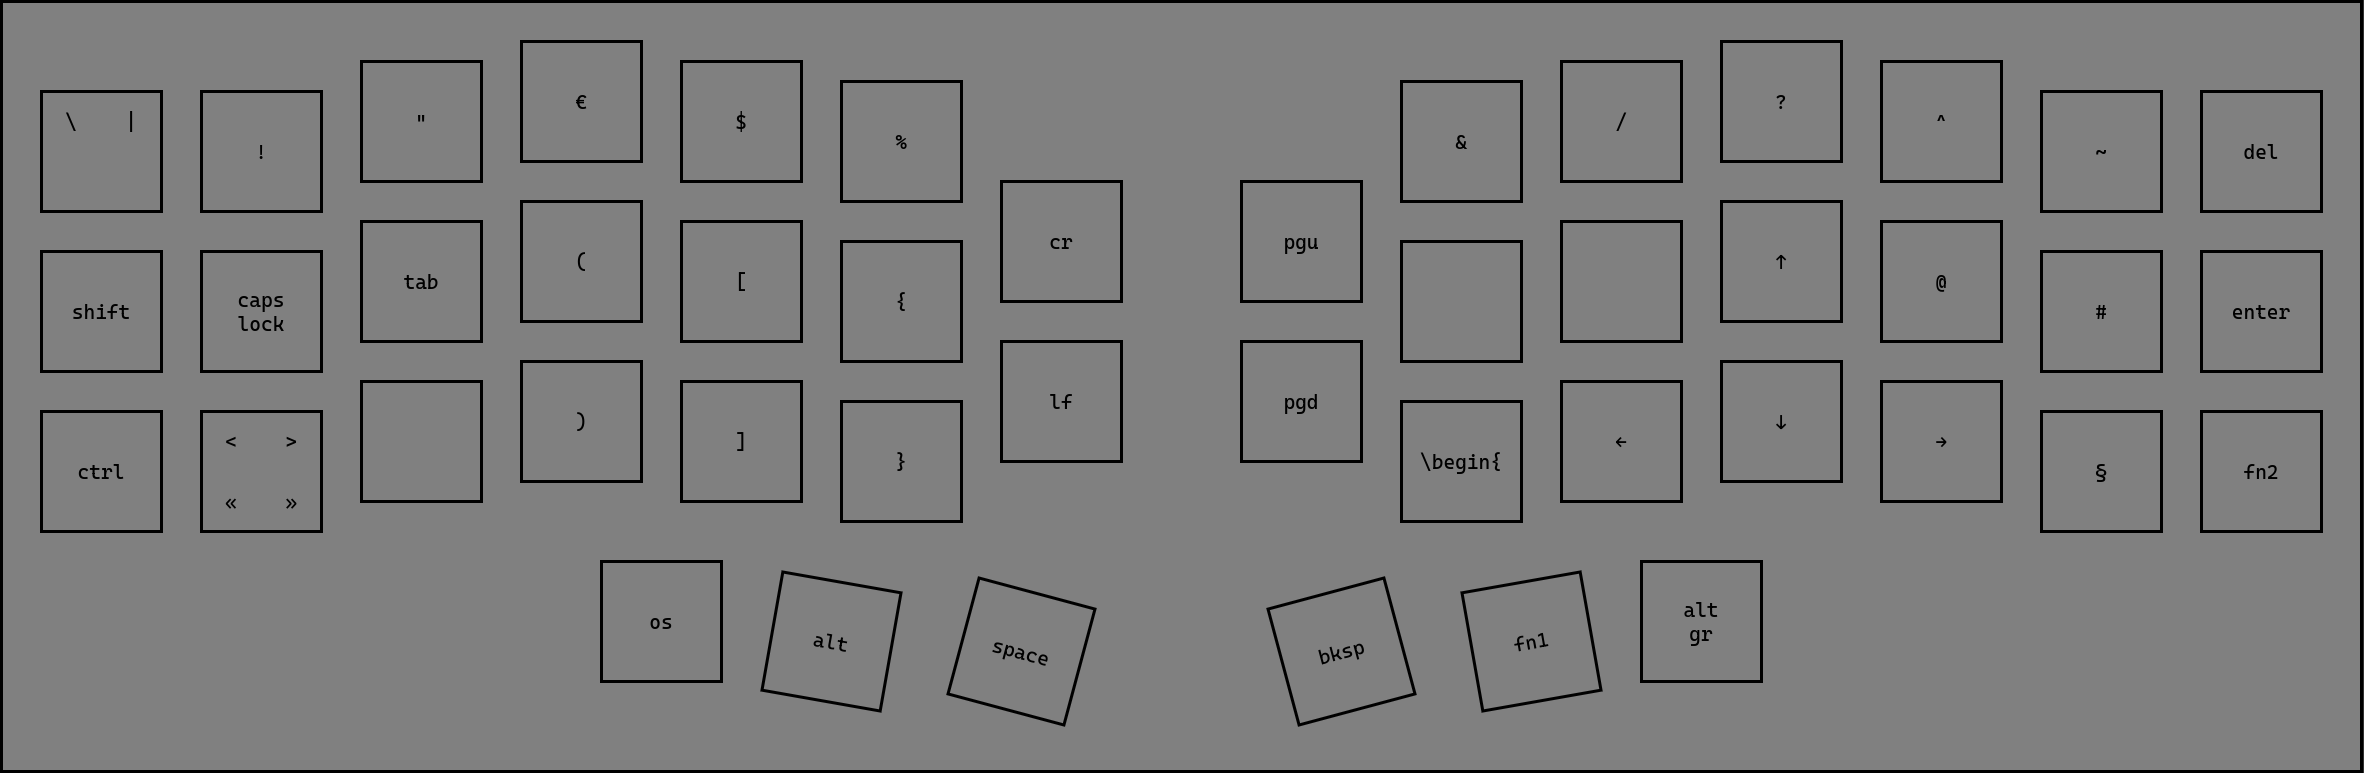 \ |
!
"
€
$
%
&
/
?
^
~
del
shift
caps
lock
tab
(
[
{
cr
pgu
↑
@
#
enter
ctrl
< >
« »
)
]
}
lf
pgd
\begin{
←
↓
→
§
fn2
os
alt
space
bksp
fn1
alt
gr